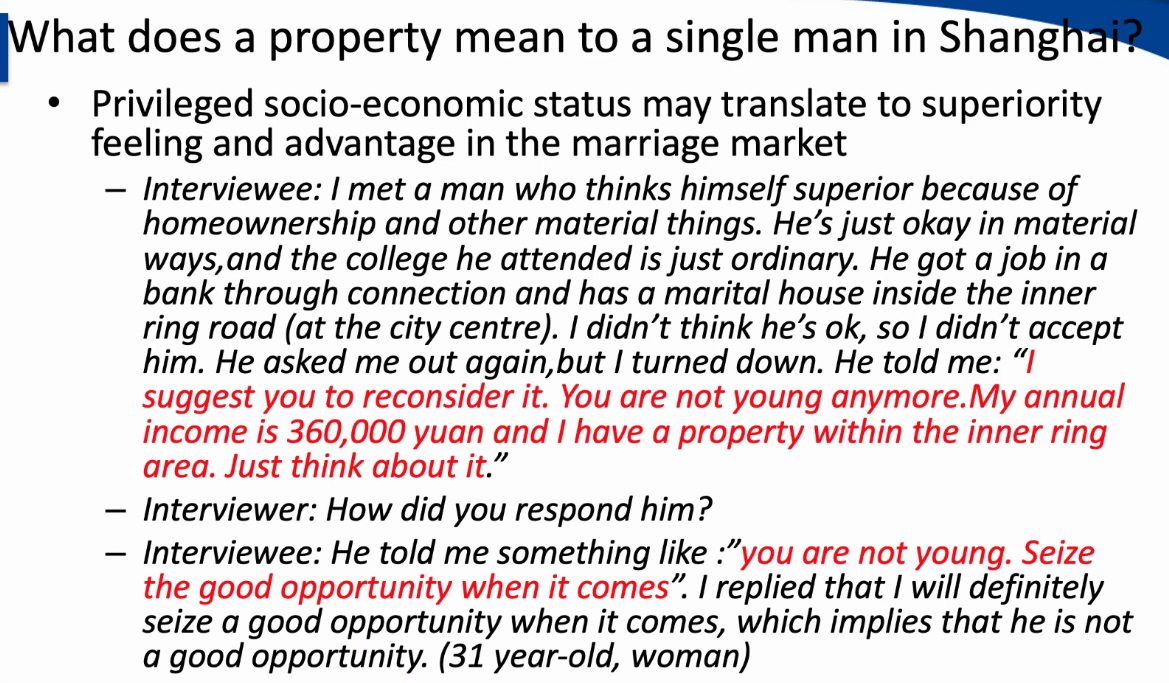 What does a property mean to a single man in Shanghai?
• Privileged socio-economic status may translate to superiority
feeling and advantage in the marriage market
– Interviewee: I met a man who thinks himself superior because of
homeownership and other material things. He’s just okay in material
ways,and the college he attended is just ordinary. He got a job in a
bank through connection and has a marital house inside the inner
ring road (at the city centre). I didn’t think he’s ok, so I didn’t accept
him. He asked me out again,but I turned down. He told me: “I
suggest you to reconsider it. You are not young anymore.My annual
income is 360,000 yuan and I have a property within the inner ring
area. Just think about it.”
– Interviewer: How did you respond him?
– Interviewee: He told me something like :”you are not young. Seize
the good opportunity when it comes”. I replied that I will definitely
seize a good opportunity when it comes, which implies that he is not
a good opportunity. (31 year-old, woman)